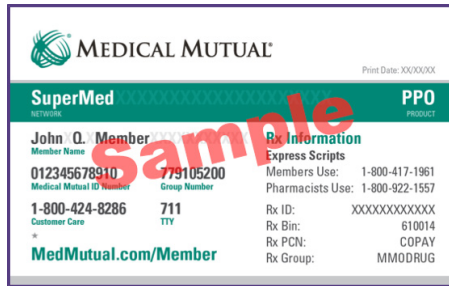 MEDICAL MUTUAL®
Print Date: XX/XX/XX
SuperMed XXXXXXXXXXXXXXXXXXXXXXX PPO
NETWORK PRODUCT
John Q. Member
Member Name
012345678910 779105200
Medical Mutual ID Number Group Number
1-800-424-8286 711
Customer Care TTY
*
MedMutual.com/Member
Rx Information
Express Scripts
Members Use: 1-800-417-1961
Pharmacists Use: 1-800-922-1557
Rx ID: XXXXXXXXXXXX
Rx Bin: 610014
Rx PCN: COPAY
Rx Group: MMODRUG
Sample